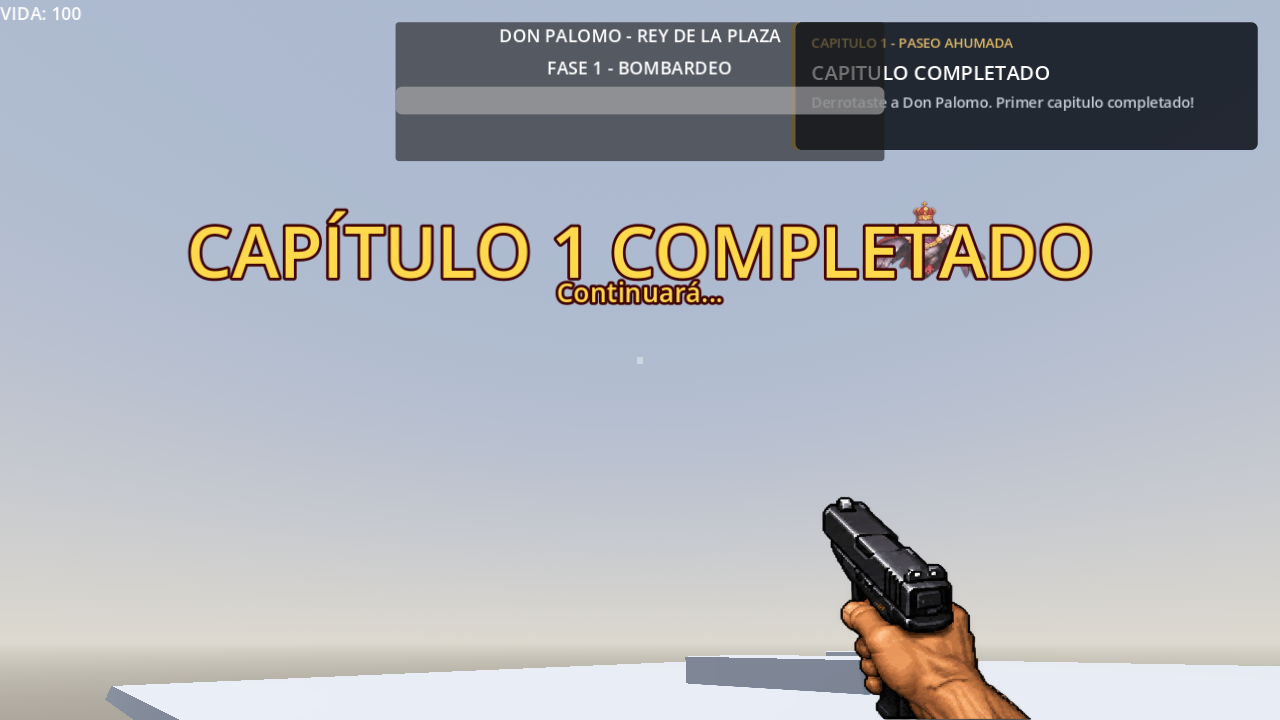 VIDA: 100
DON PALOMO - REY DE LA PLAZA
FASE 1 - BOMBARDEO
CAPITULO 1 - PASEO AHUMADA
CAPITULO COMPLETADO
Derrotaste a Don Palomo. Primer capitulo completado!
CAPÍTULO 1 COMPLETADO
Continuará...